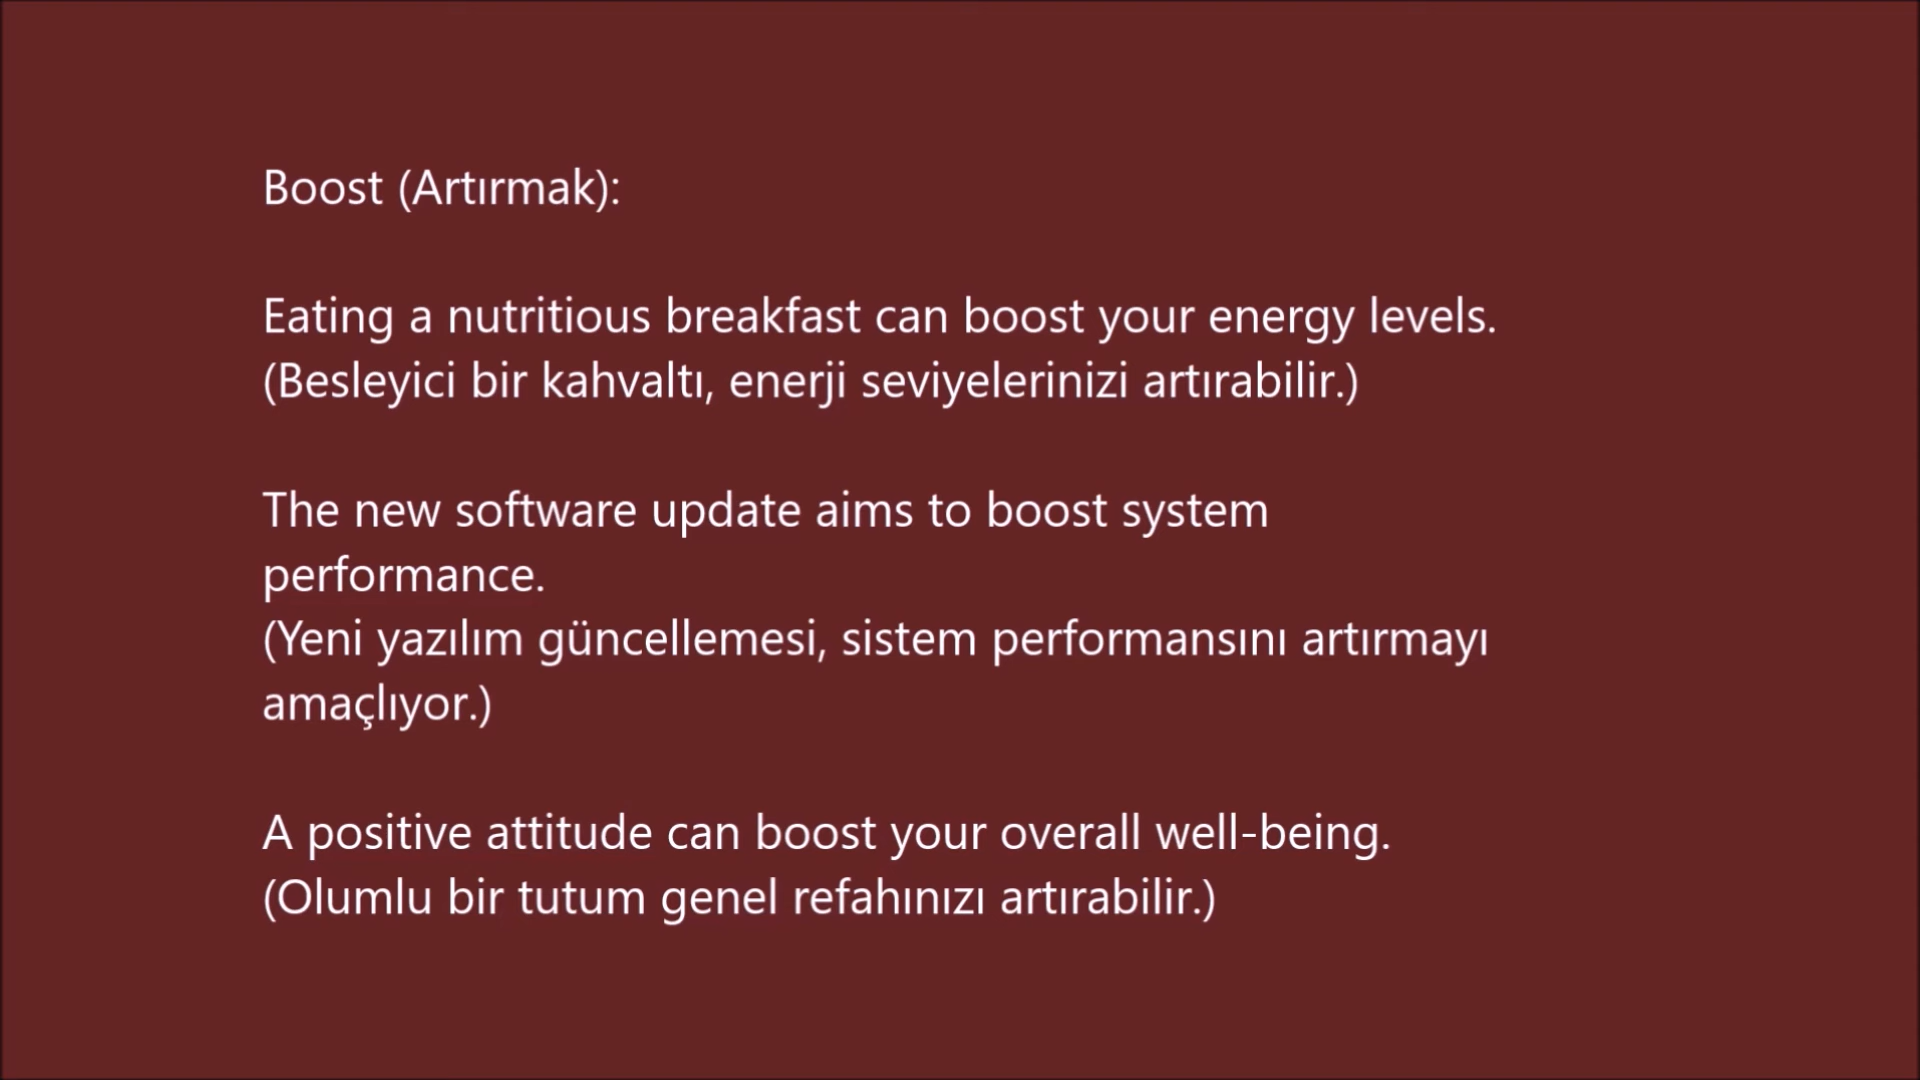 Boost (Artırmak):
Eating a nutritious breakfast can boost your energy levels.
(Besleyici bir kahvaltı, enerji seviyelerinizi artırabilir.)
The new software update aims to boost system
performance.
(Yeni yazılım güncellemesi, sistem performansını artırmayı
amaçlıyor.)
A positive attitude can boost your overall well-being.
(Olumlu bir tutum genel refahınızı artırabilir.)